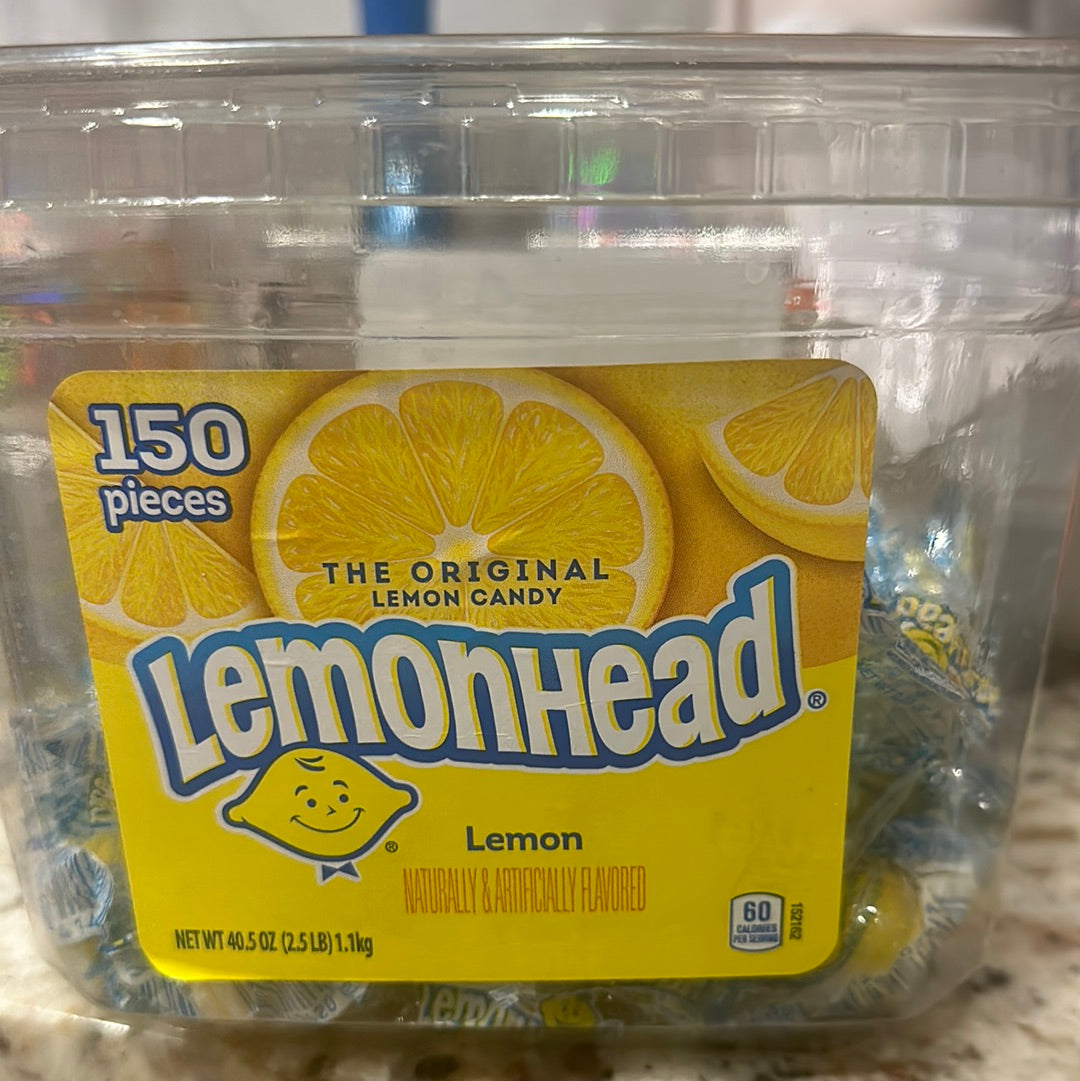 150
pieces
THE ORIGINAL
LEMON CANDY
LemonHead®
®
Lemon
NATURALLY & ARTIFICIALLY FLAVORED
NET WT 40.5 OZ (2.5 LB) 1.1kg
60
CALORIES
PER SERVING
152162